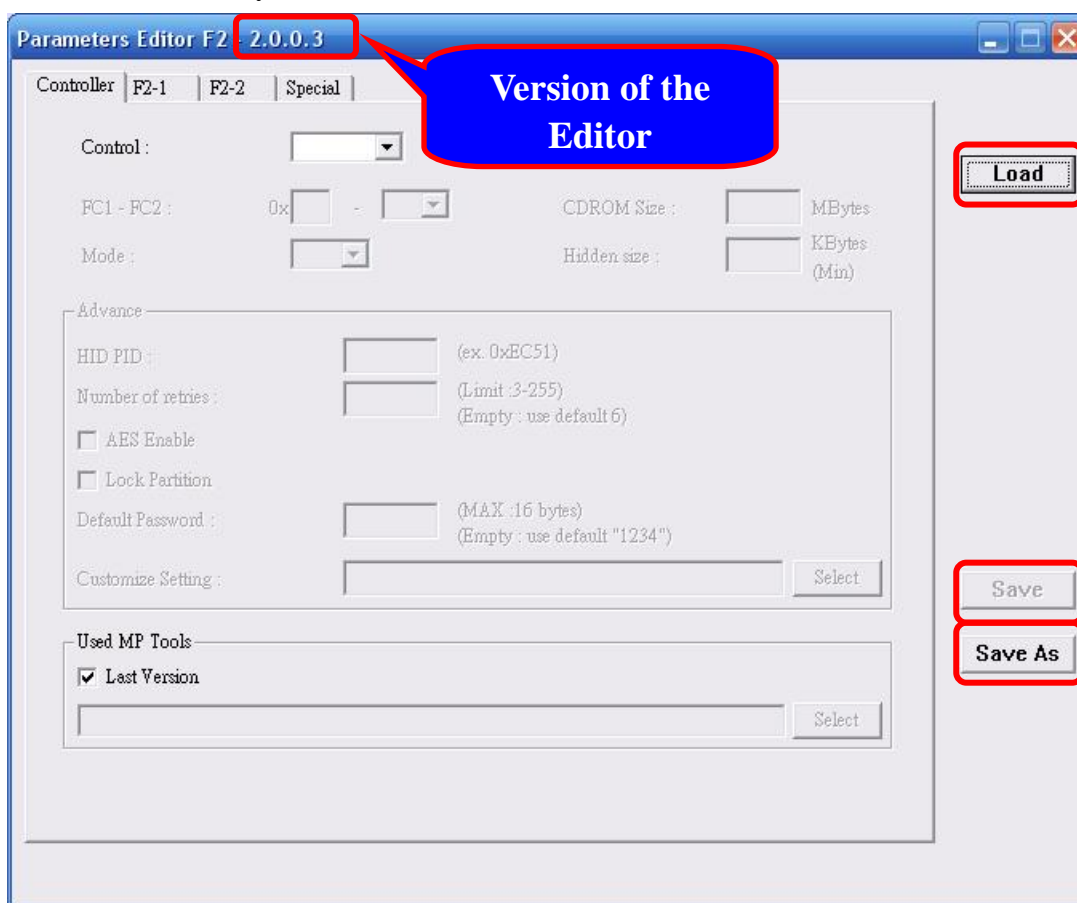 Parameters Editor F2 - 2.0.0.3
Version of the
Editor
Controller F2-1 F2-2 Special
Control :
Load
FC1 - FC2 : 0x - CDROM Size : MBytes
Mode : Hidden size : KBytes
(Min)
Advance
HID PID : (ex. 0xEC51)
Number of retries : (Limit :3-255)
(Empty : use default 6)
AES Enable
Lock Partition
Default Password : (MAX :16 bytes)
(Empty : use default "1234")
Customize Setting : Select
Save
Used MP Tools
Save As
Last Version
Select